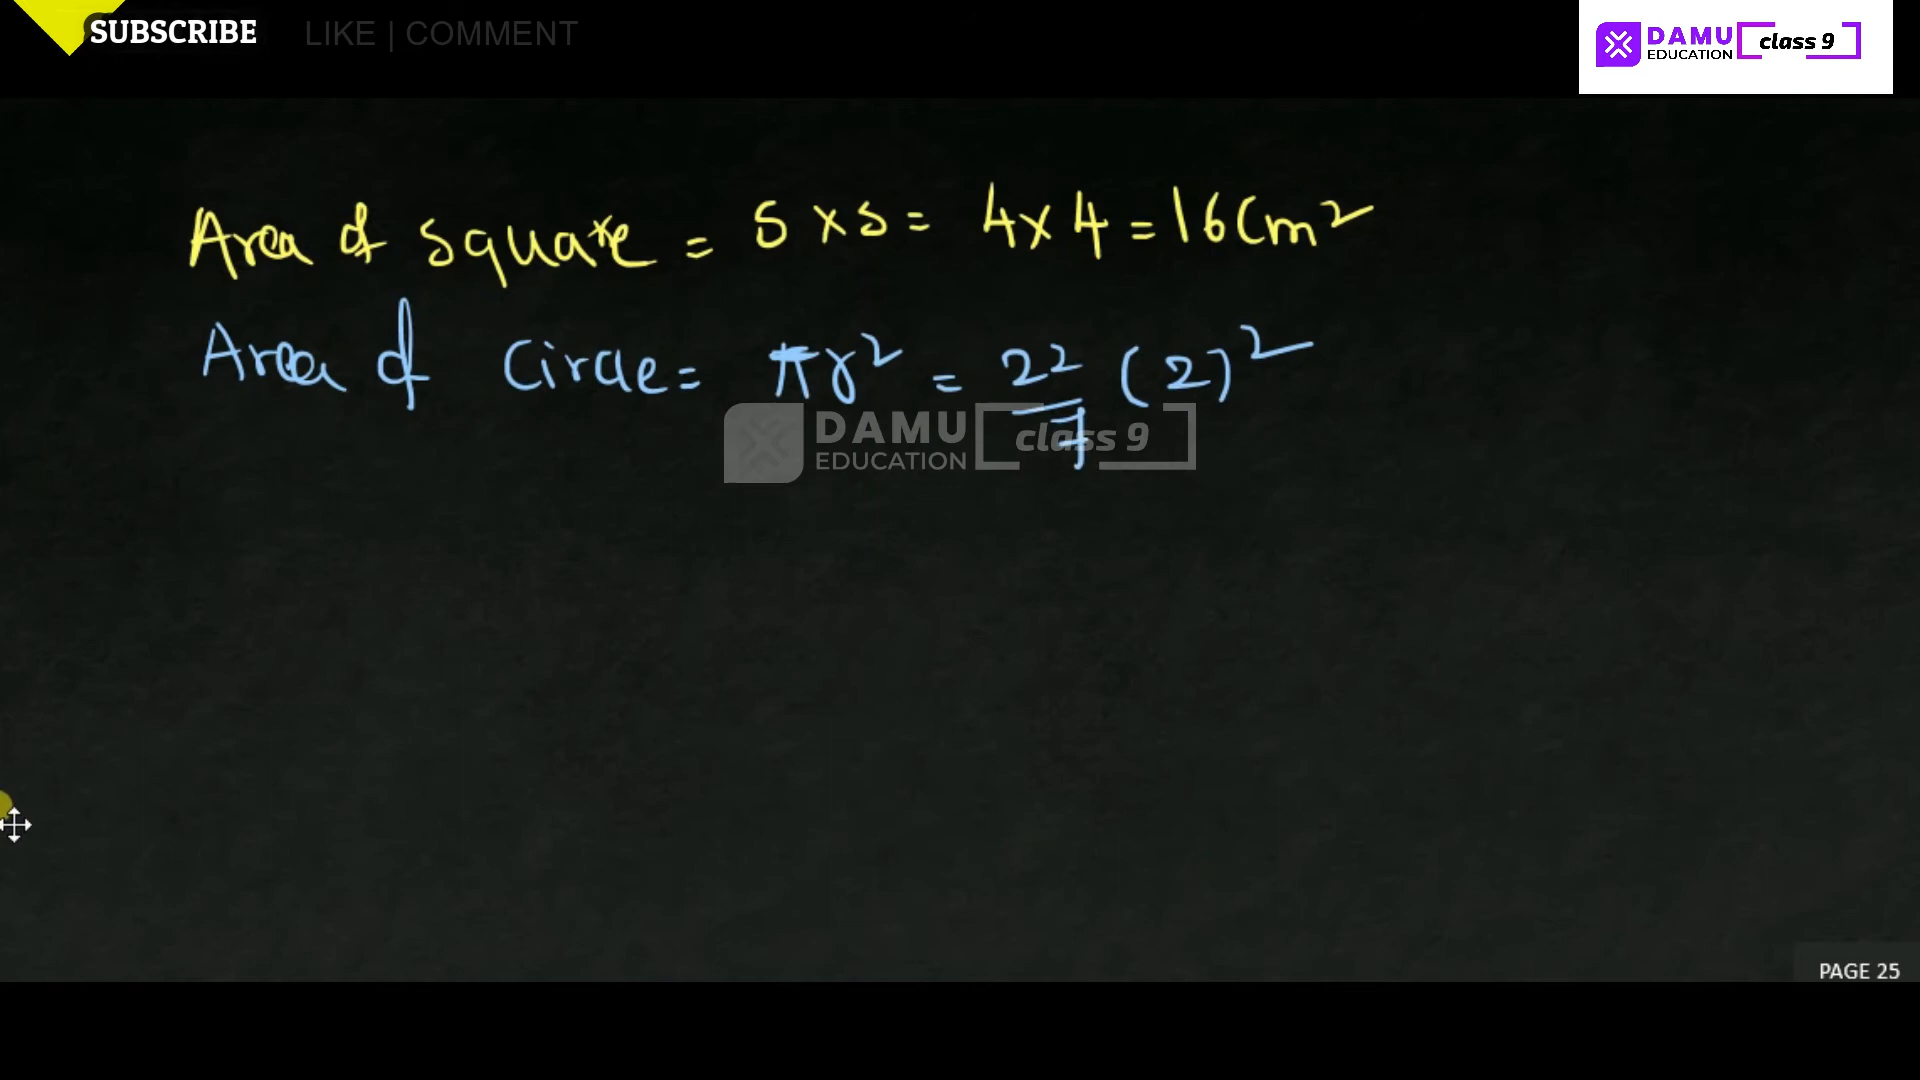 SUBSCRIBE LIKE | COMMENT
DAMU EDUCATION class 9
Area of square = s × s = 4 × 4 = 16 Cm²
Area of Circle = πr² = 22/7 (2)²
DAMU EDUCATION class 9
PAGE 25